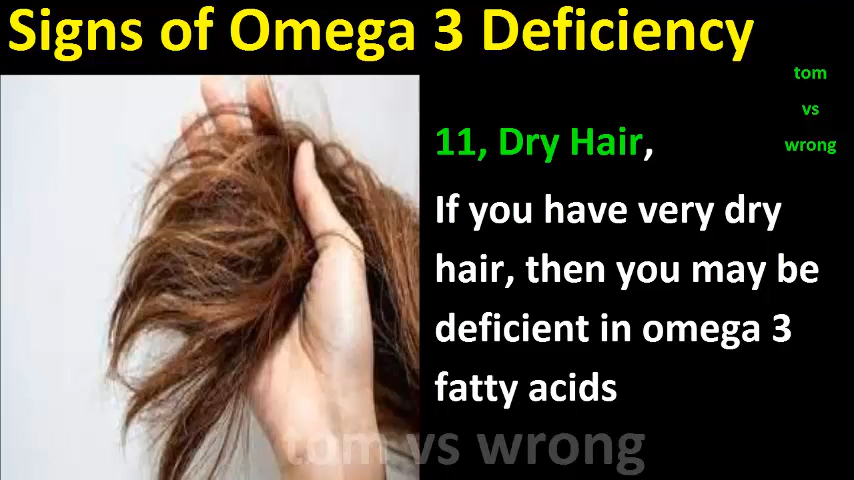 Signs of Omega 3 Deficiency
tom
vs
wrong
11, Dry Hair,
If you have very dry
hair, then you may be
deficient in omega 3
fatty acids
tom vs wrong